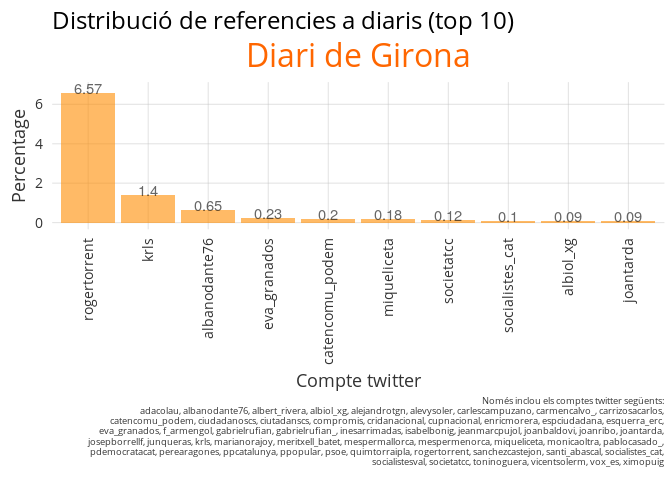 Distribució de referencies a diaris (top 10)
Diari de Girona
Percentage
6
4
2
0
6.57
1.4
0.65
0.23
0.2
0.18
0.12
0.1
0.09
0.09
rogertorrent
krls
albanodante76
eva_granados
catencomu_podem
miqueliceta
societatcc
socialistes_cat
albiol_xg
joantarda
Compte twitter
Només inclou els comptes twitter següents:
adacolau, albanodante76, albert_rivera, albiol_xg, alejandrotgn, alevysoler, carlescampuzano, carmencalvo_, carrizosacarlos,
catencomu_podem, ciudadanoscs, ciutadanscs, compromis, cridanacional, cupnacional, enricmorera, espciudadana, esquerra_erc,
eva_granados, f_armengol, gabrielrufian, gabrielrufian_, inesarrimadas, isabelbonig, jeanmarcpujol, joanbaldovi, joanribo, joantarda,
josepborrellf, junqueras, krls, marianorajoy, meritxell_batet, mespermallorca, mespermenorca, miqueliceta, monicaoltra, pablocasado_,
pdemocratacat, perearagones, ppcatalunya, ppopular, psoe, quimtorraipla, rogertorrent, sanchezcastejon, santi_abascal, socialistes_cat,
socialistesval, societatcc, toninoguera, vicentsolerm, vox_es, ximopuig